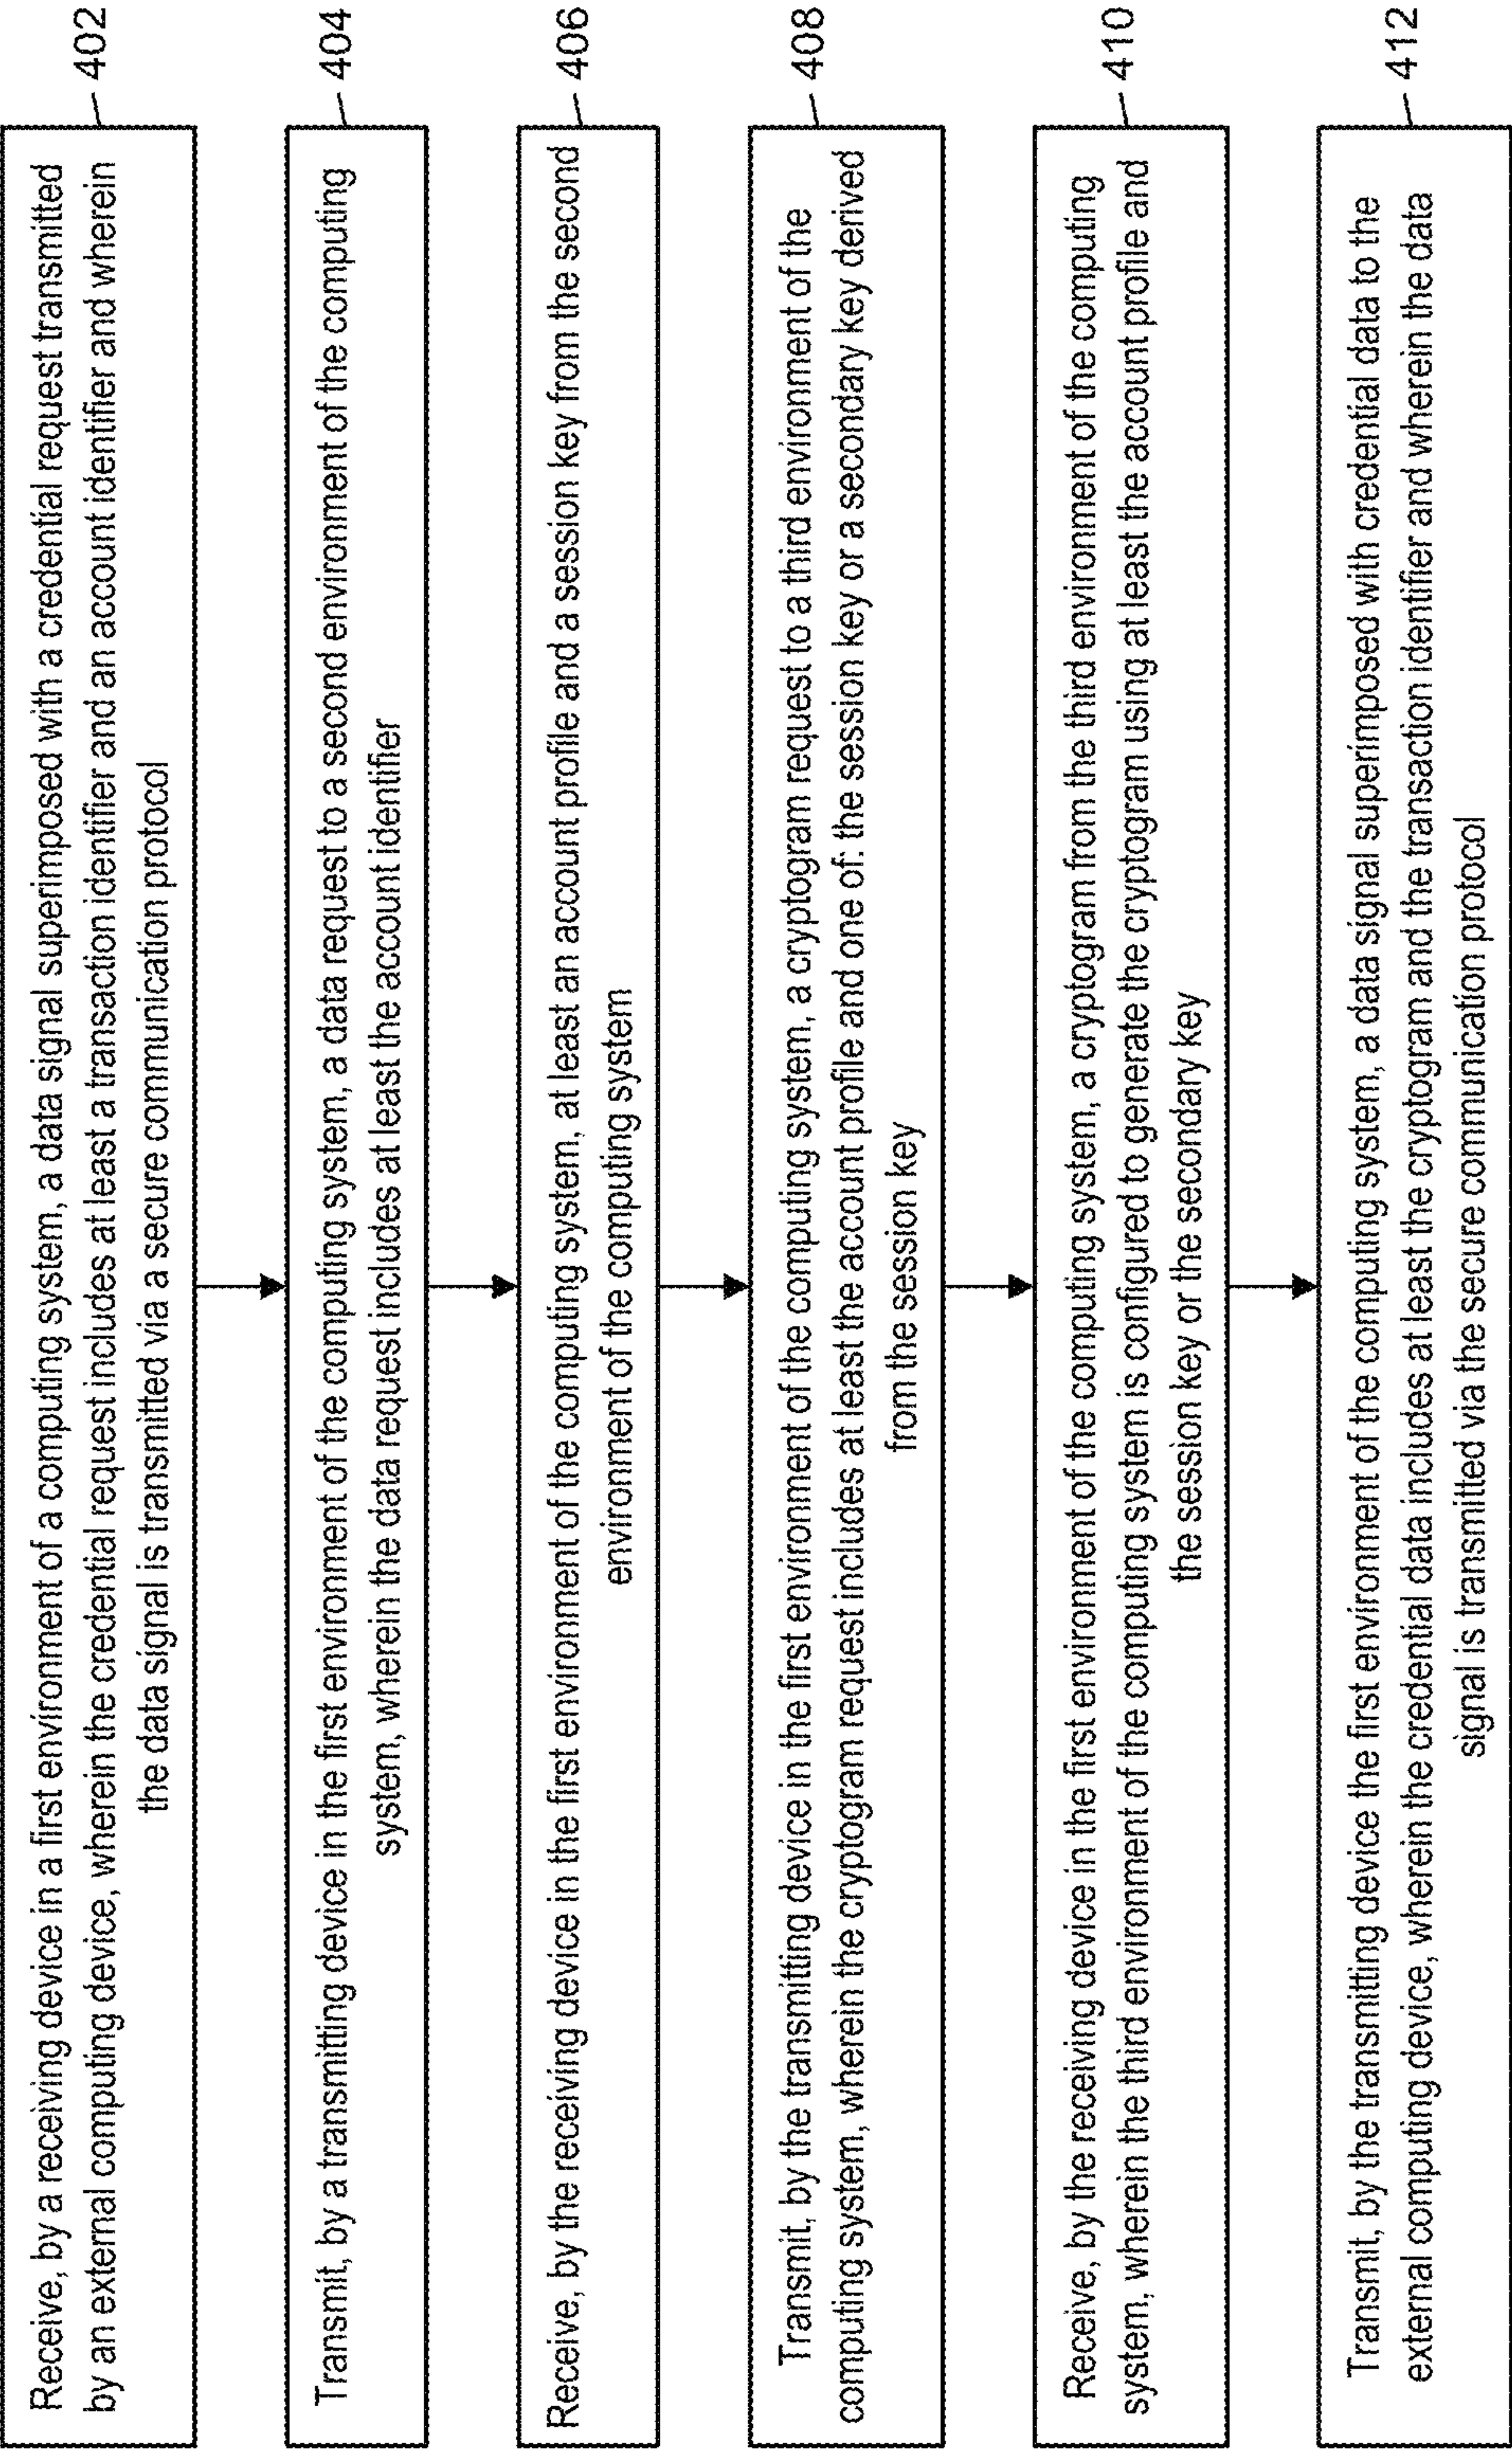 Receive, by a receiving device in a first environment of a computing system, a data signal superimposed with a credential request transmitted
by an external computing device, wherein the credential request includes at least a transaction identifier and an account identifier and wherein
the data signal is transmitted via a secure communication protocol
402
Transmit, by a transmitting device in the first environment of the computing system, a data request to a second environment of the computing
system, wherein the data request includes at least the account identifier
404
Receive, by the receiving device in the first environment of the computing system, at least an account profile and a session key from the second
environment of the computing system
406
Transmit, by the transmitting device in the first environment of the computing system, a cryptogram request to a third environment of the
computing system, wherein the cryptogram request includes at least the account profile and one of: the session key or a secondary key derived
from the session key
408
Receive, by the receiving device in the first environment of the computing system, a cryptogram from the third environment of the computing
system, wherein the third environment of the computing system is configured to generate the cryptogram using at least the account profile and
the session key or the secondary key
410
Transmit, by the transmitting device the first environment of the computing system, a data signal superimposed with credential data to the
external computing device, wherein the credential data includes at least the cryptogram and the transaction identifier and wherein the data
signal is transmitted via the secure communication protocol
412